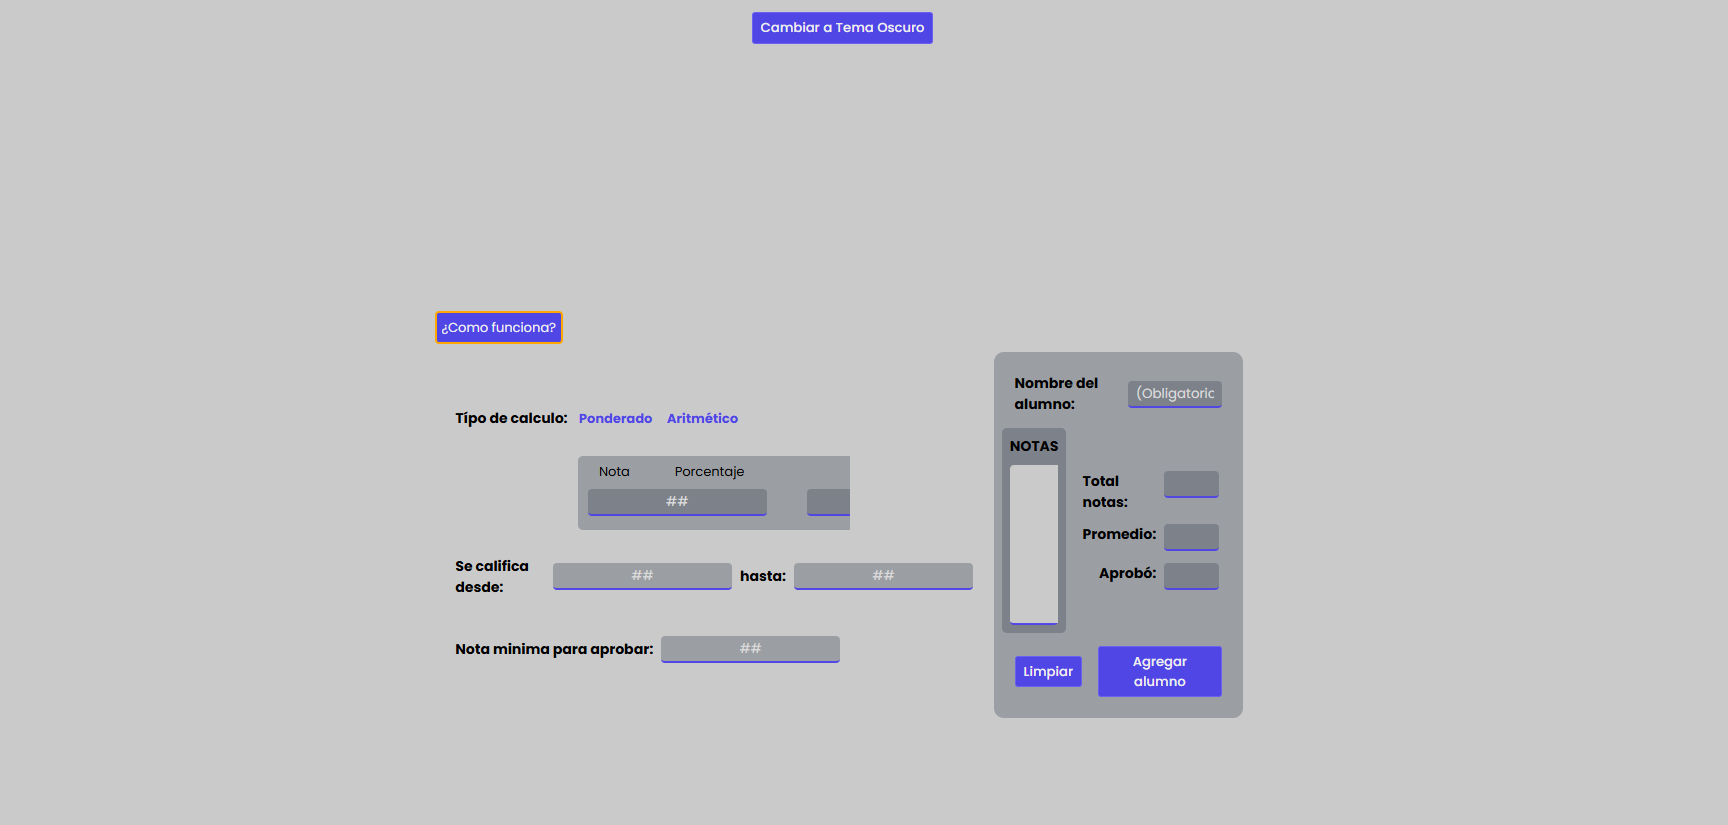 Cambiar a Tema Oscuro
¿Como funciona?
Típo de calculo: Ponderado Aritmético
Nota Porcentaje
##
Se califica
desde: ## hasta: ##
Nota minima para aprobar: ##
Nombre del
alumno: (Obligatoric
NOTAS
Total
notas:
Promedio:
Aprobó:
Limpiar
Agregar
alumno